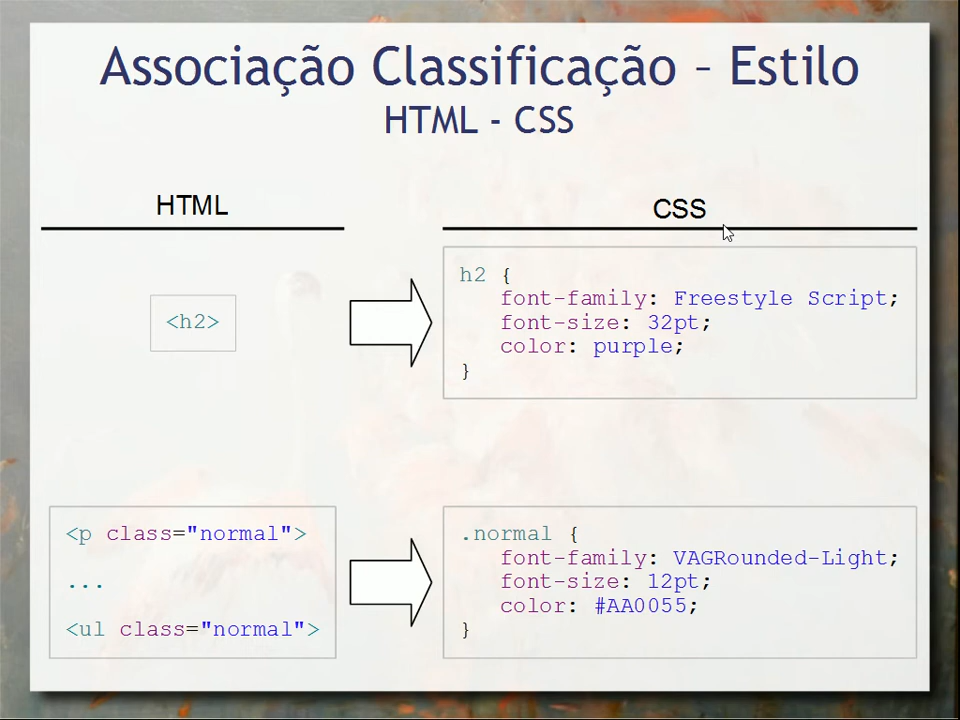 Associação Classificação – Estilo
HTML - CSS
HTML
CSS
<h2>
h2 {
font-family: Freestyle Script;
font-size: 32pt;
color: purple;
}
<p class="normal">
...
<ul class="normal">
.normal {
font-family: VAGRounded-Light;
font-size: 12pt;
color: #AA0055;
}